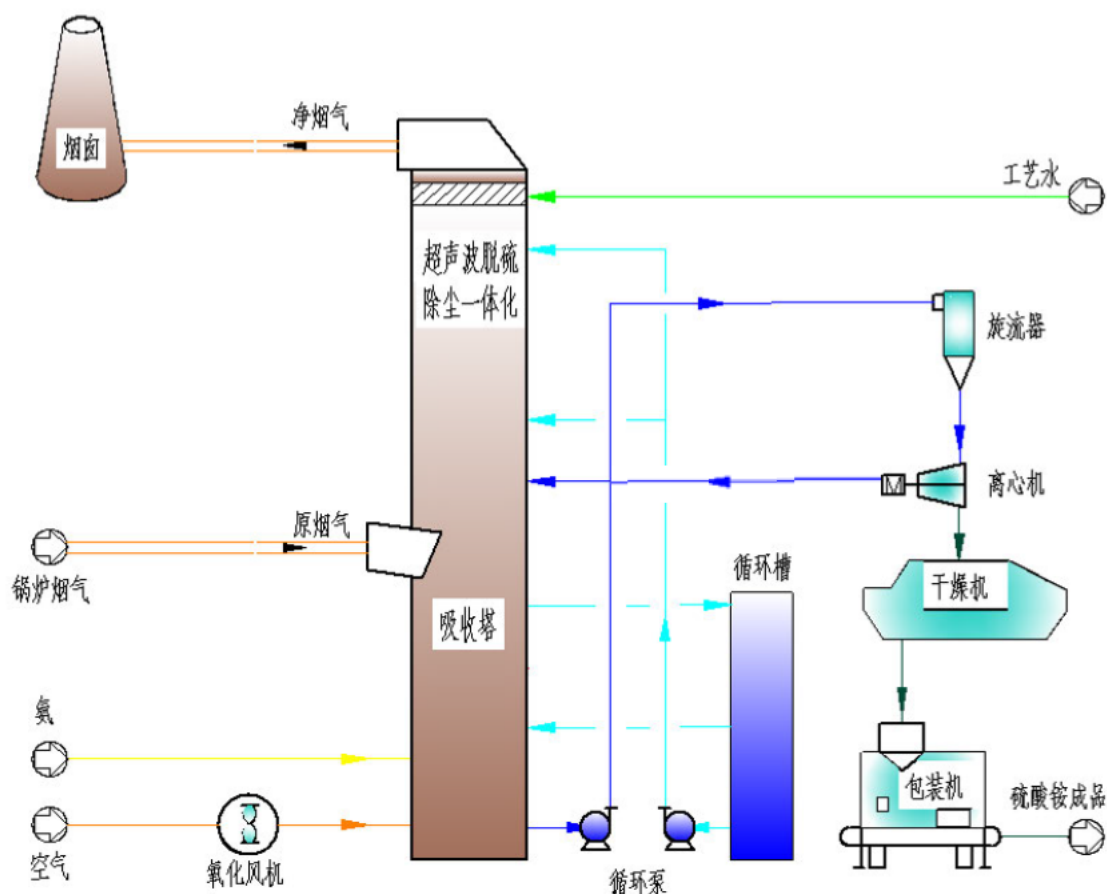 净烟气
烟囱
工艺水
超声波脱硫
除尘一体化
旋流器
离心机
原烟气
锅炉烟气
循环槽
干燥机
吸收塔
氨
包装机
硫酸铵成品
空气
氧化风机
循环泵
M